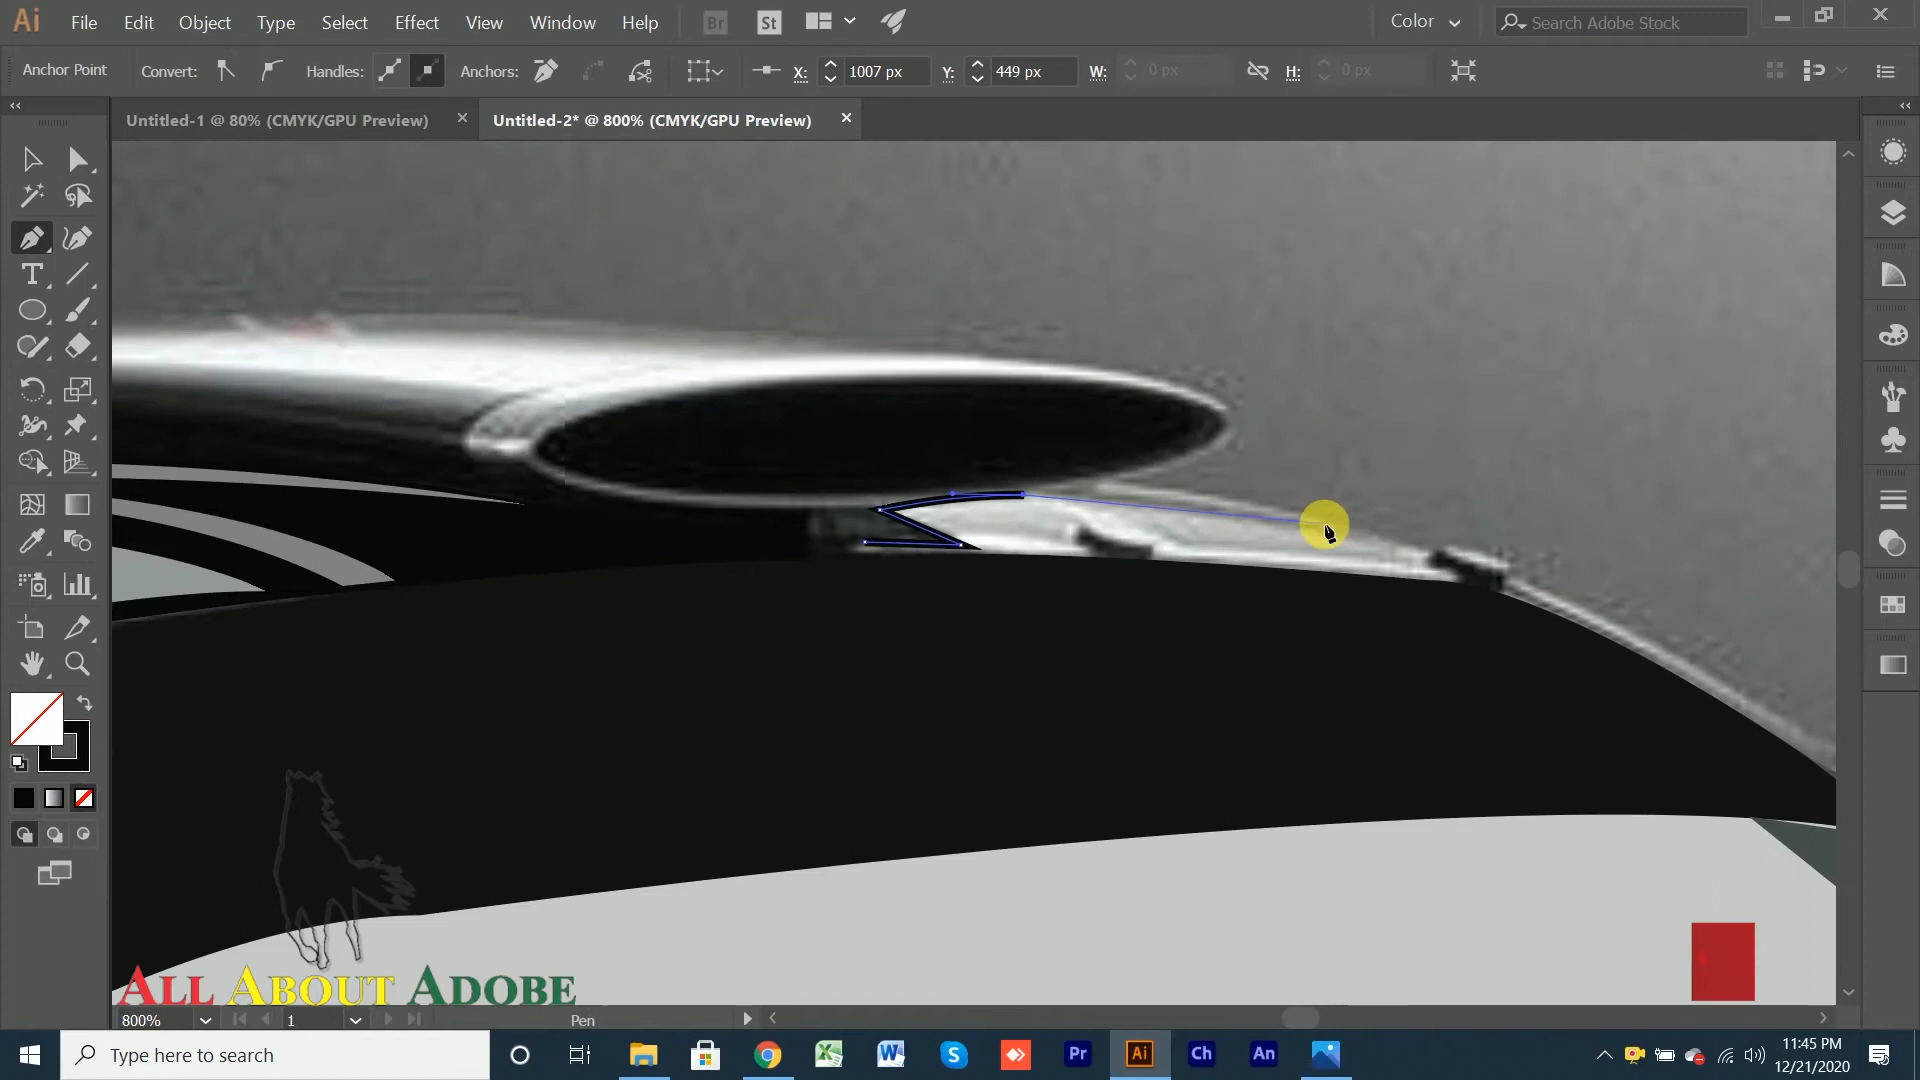 Ai File Edit Object Type Select Effect View Window Help Br St Color Search Adobe Stock
Anchor Point Convert: Handles: Anchors: X: 1007 px Y: 449 px W: 0 px H: 0 px
Untitled-1 @ 80% (CMYK/GPU Preview) Untitled-2* @ 800% (CMYK/GPU Preview)
ALL ABOUT ADOBE
800% 1 Pen
Type here to search Pr Ai Ch An 11:45 PM
12/21/2020